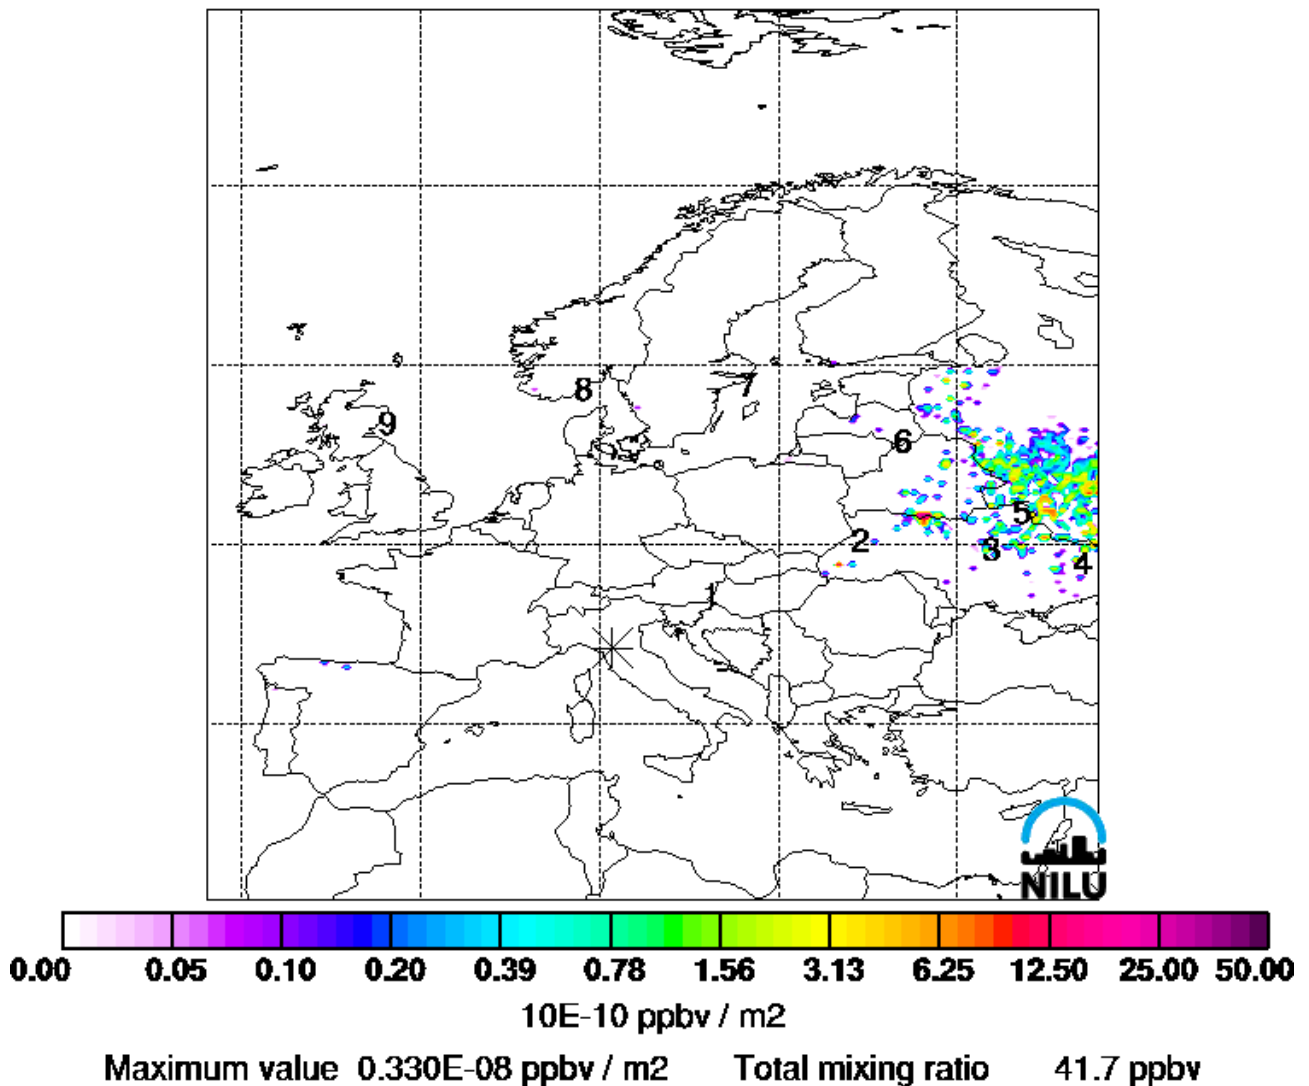 8
7
9
6
5
2
3
4
1
NILU
0.00 0.05 0.10 0.20 0.39 0.78 1.56 3.13 6.25 12.50 25.00 50.00
10E-10 ppbv / m2
Maximum value 0.330E-08 ppbv / m2 Total mixing ratio 41.7 ppbv